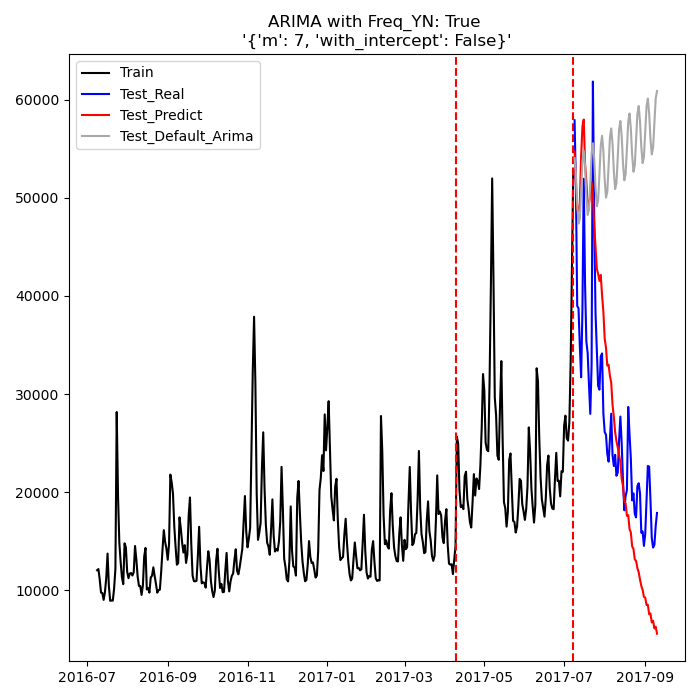 ARIMA with Freq_YN: True
'{'m': 7, 'with_intercept': False}'
Train
Test_Real
Test_Predict
Test_Default_Arima
60000
50000
40000
30000
20000
10000
2016-07 2016-09 2016-11 2017-01 2017-03 2017-05 2017-07 2017-09